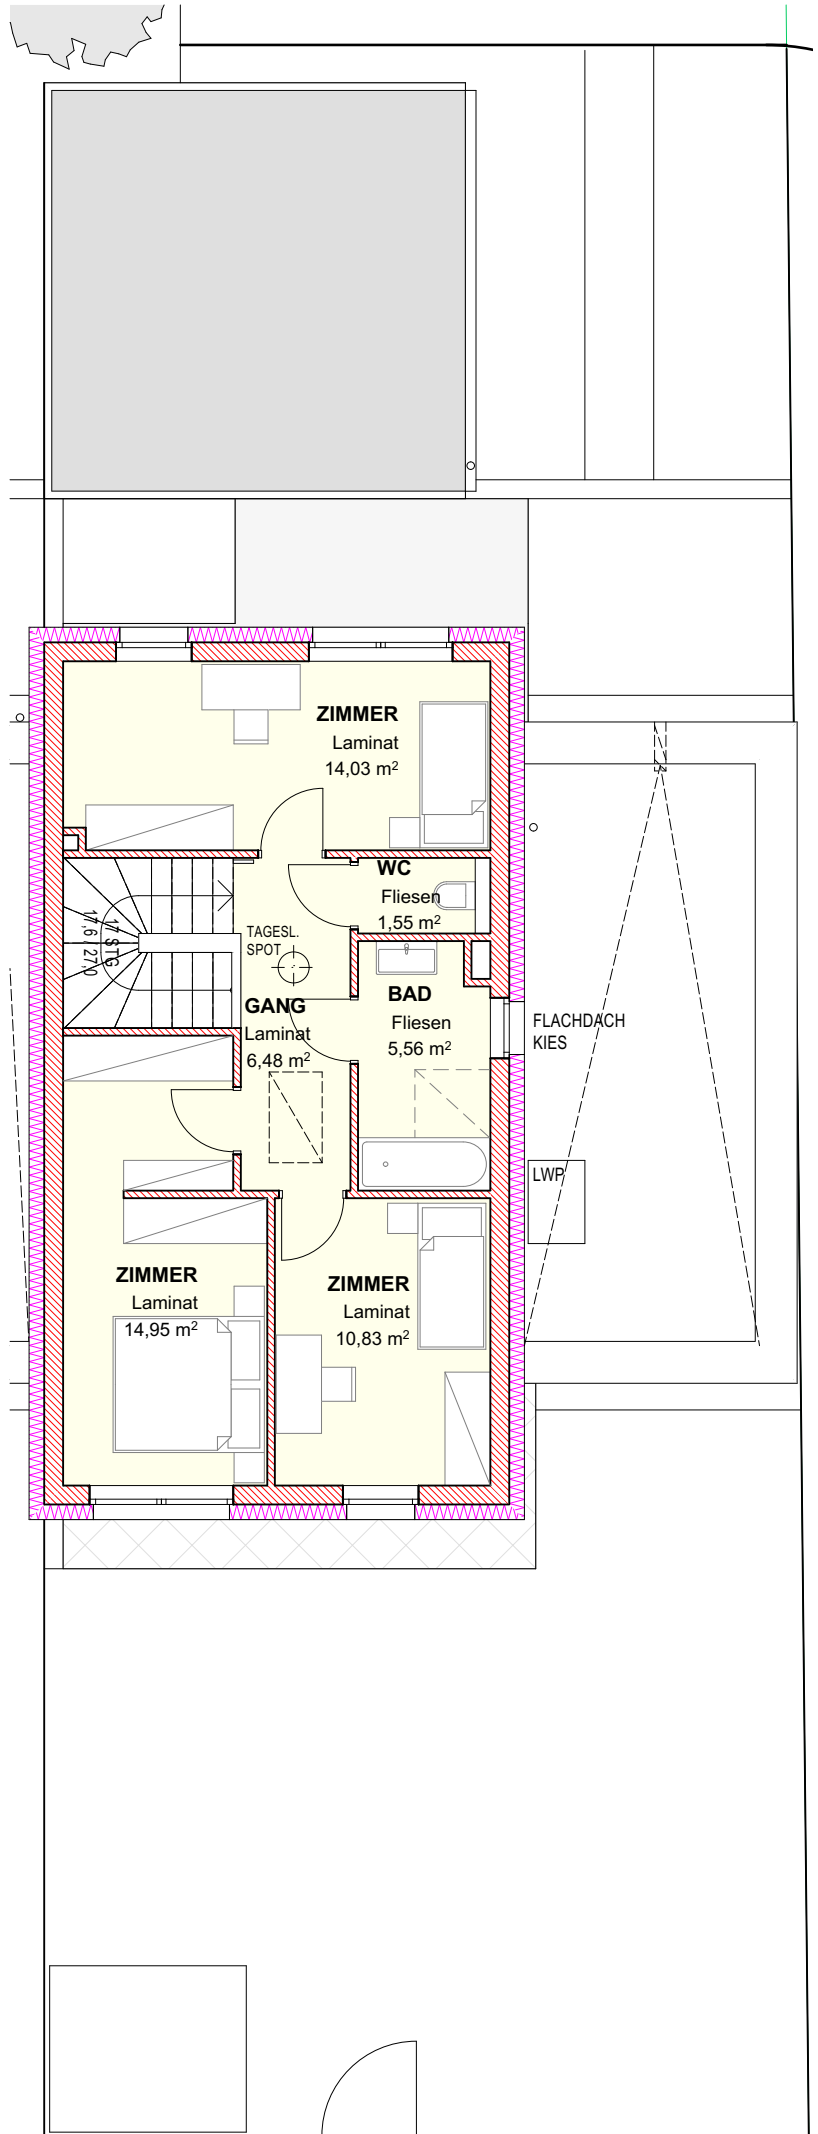 ZIMMER
Laminat
14,03 m²
WC
Fliesen
1,55 m²
17 STG
17,6 / 27,0
TAGESL.
SPOT
GANG
Laminat
6,48 m²
BAD
Fliesen
5,56 m²
FLACHDACH
KIES
LWP
ZIMMER
Laminat
14,95 m²
ZIMMER
Laminat
10,83 m²